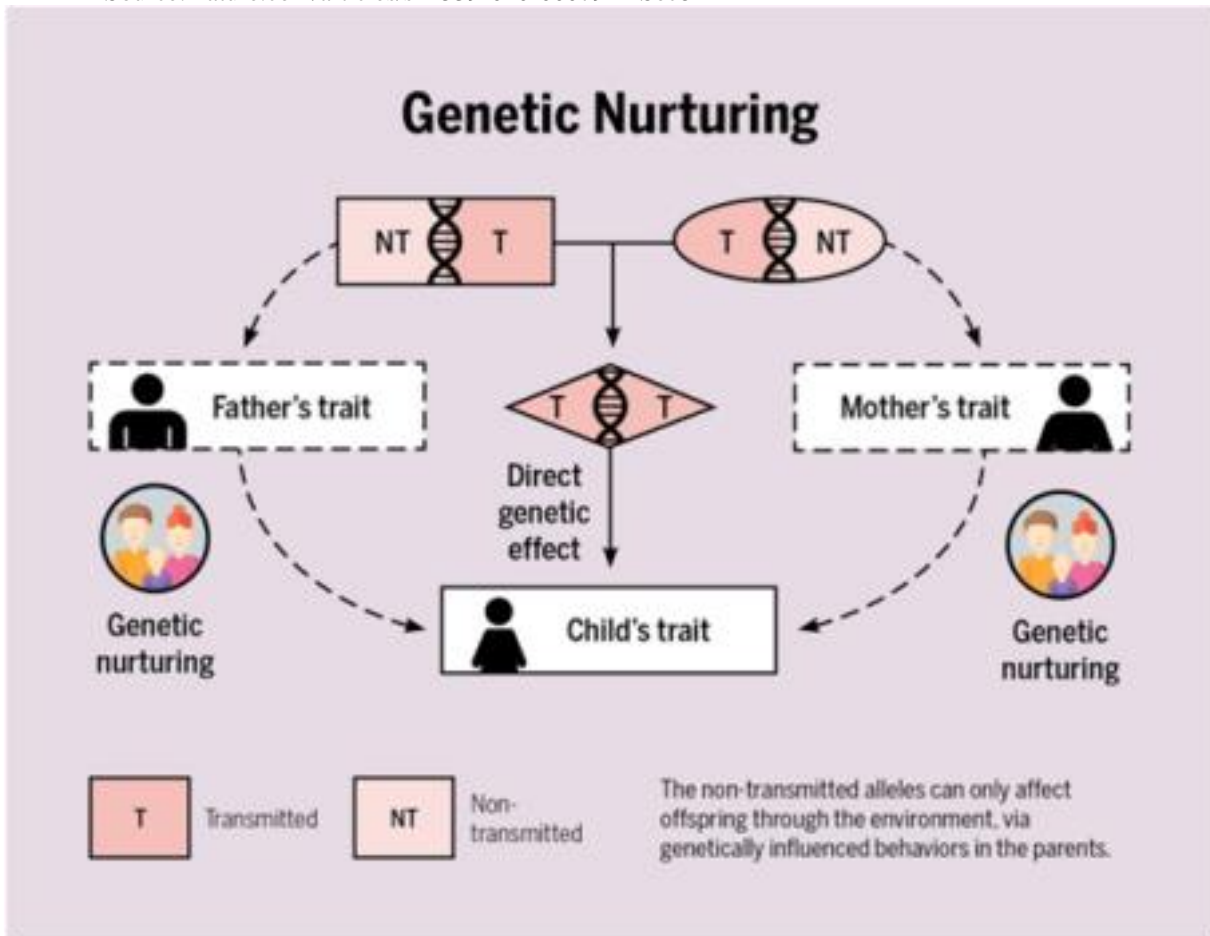 Genetic Nurturing
NT T
T NT
Father's trait
T T
Mother's trait
Direct
genetic
effect
Genetic
nurturing
Child's trait
Genetic
nurturing
T Transmitted
NT Non-
transmitted
The non-transmitted alleles can only affect
offspring through the environment, via
genetically influenced behaviors in the parents.